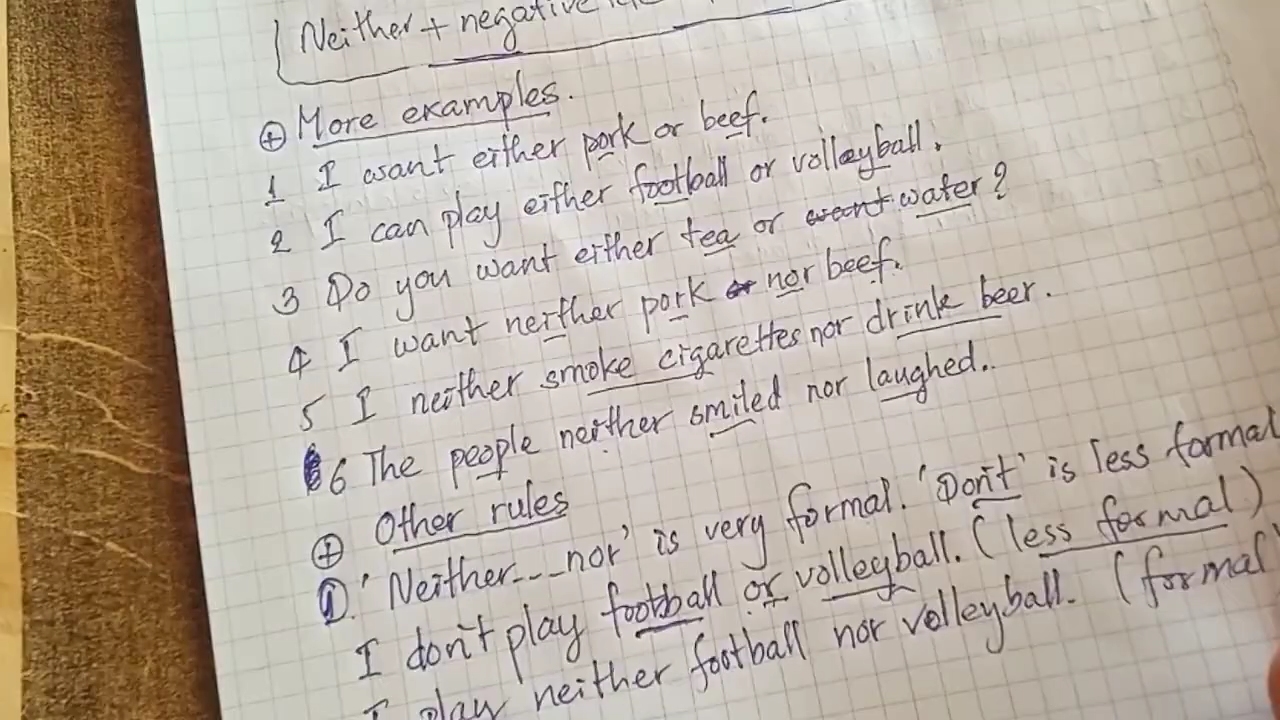 Neither + negative
⊕ More examples.
1 I want either pork or beef.
2 I can play either football or volleyball.
3 Do you want either tea or want water?
4 I want neither pork or nor beef.
5 I neither smoke cigarettes nor drink beer.
6 The people neither smiled nor laughed..
⊕ Other rules
①. 'Neither---nor' is very formal. 'Don't' is less formal
I don't play football or volleyball. (less formal)
I play neither football nor volleyball. (formal